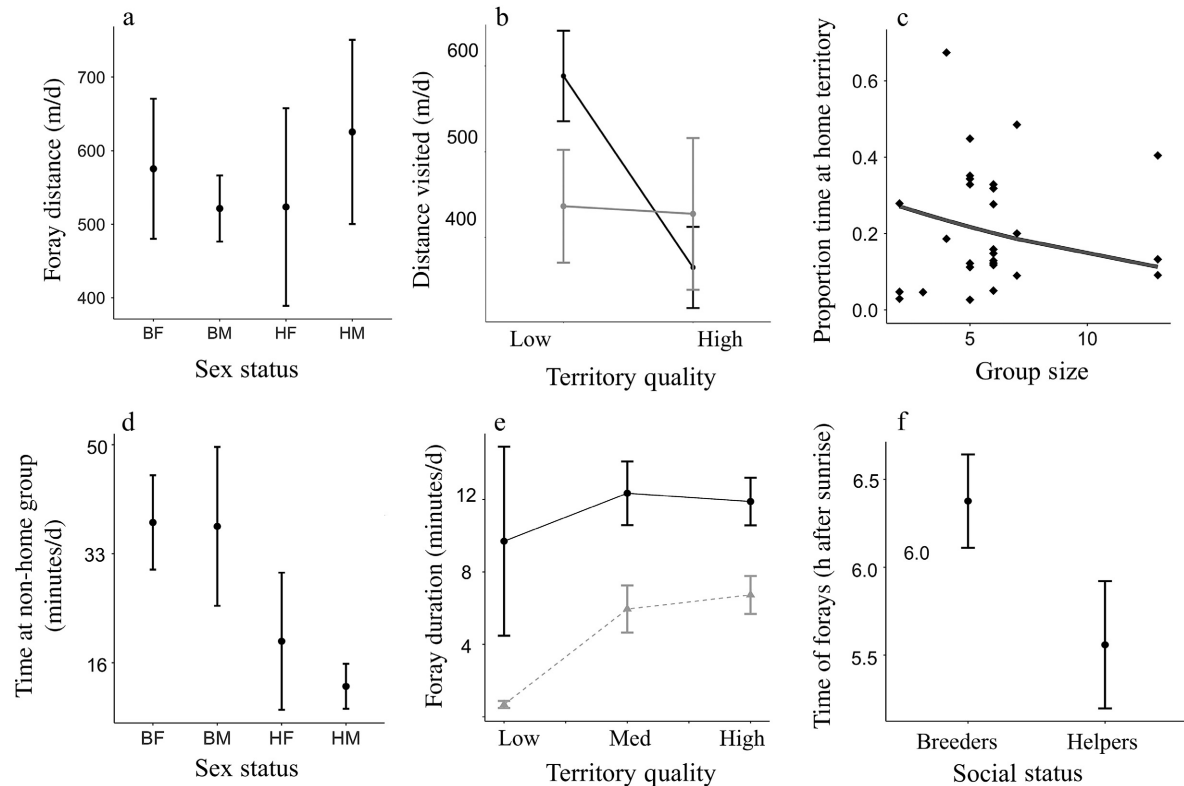 a
Foray distance (m/d)
700
600
500
400
BF BM HF HM
Sex status
b
Distance visited (m/d)
600
500
400
Low High
Territory quality
c
Proportion time at home territory
0.6
0.4
0.2
0.0
5 10
Group size
d
Time at non-home group
(minutes/d)
50
33
16
BF BM HF HM
Sex status
e
Foray duration (minutes/d)
12
8
4
Low Med High
Territory quality
f
Time of forays (h after sunrise)
6.5
6.0
6.0
5.5
Breeders Helpers
Social status